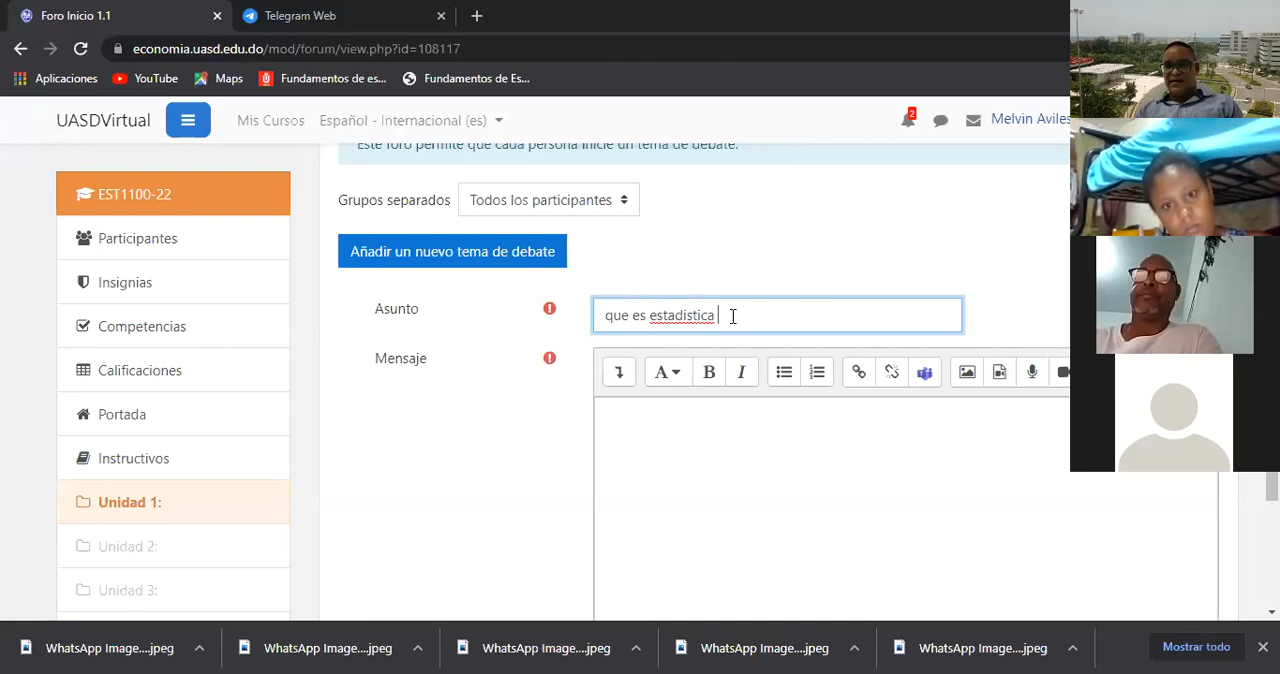 Foro Inicio 1.1
Telegram Web
economia.uasd.edu.do/mod/forum/view.php?id=108117
Aplicaciones
YouTube
Maps
Fundamentos de es...
Fundamentos de Es...
UASDVirtual
Mis Cursos
Español - Internacional (es)
2
Melvin Aviles
Este foro permite que cada persona inicie un tema de debate.
EST1100-22
Participantes
Insignias
Competencias
Calificaciones
Portada
Instructivos
Unidad 1:
Unidad 2:
Unidad 3:
Grupos separados
Todos los participantes
Añadir un nuevo tema de debate
Asunto
que es estadistica
Mensaje
A
B
I
WhatsApp Image....jpeg
WhatsApp Image....jpeg
WhatsApp Image....jpeg
WhatsApp Image....jpeg
WhatsApp Image....jpeg
Mostrar todo